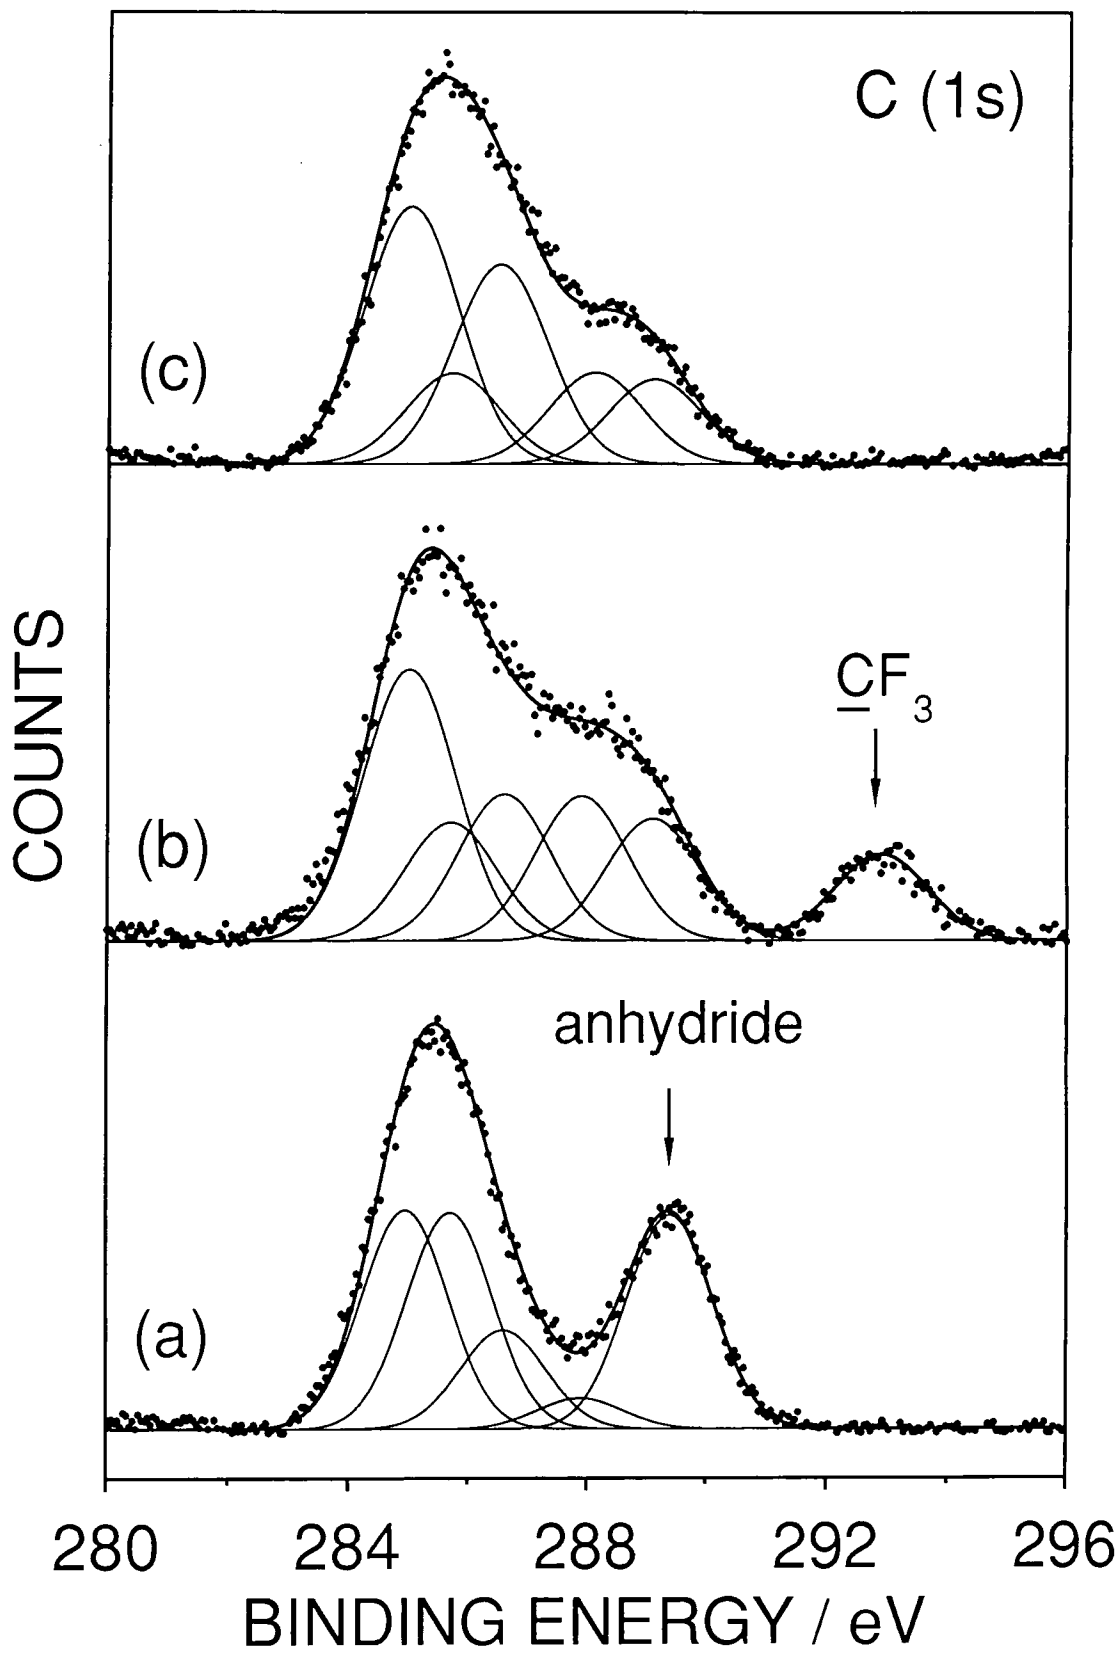 C (1s)
(c)
CF3
(b)
anhydride
(a)
COUNTS
280 284 288 292 296
BINDING ENERGY / eV